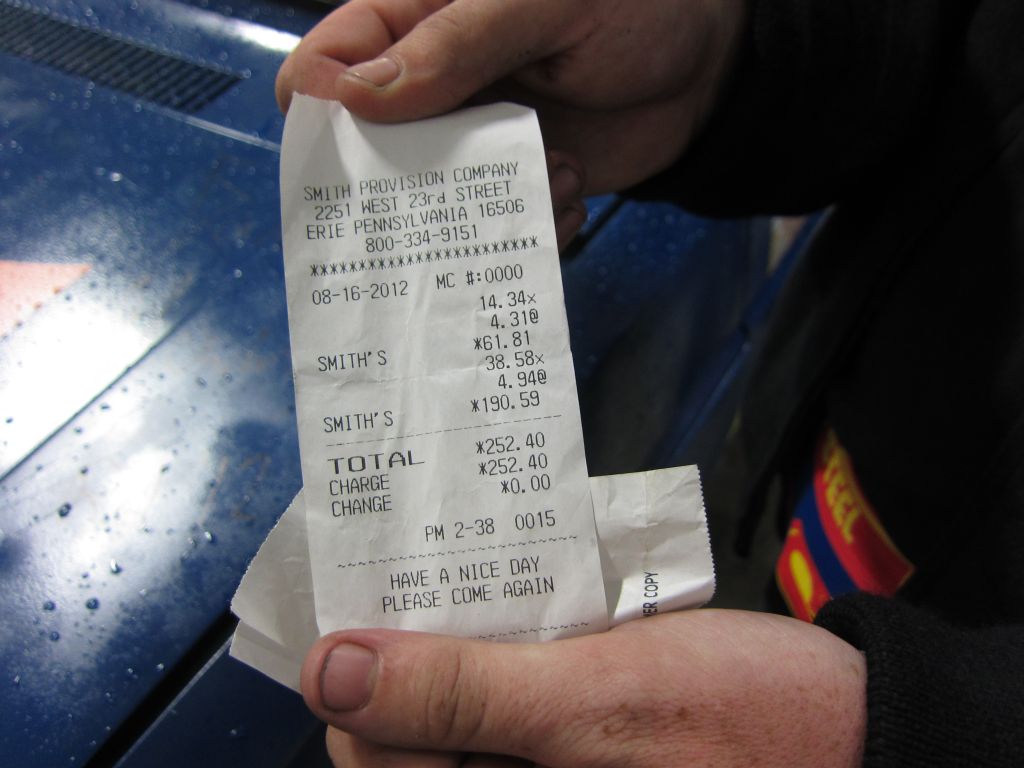 SMITH PROVISION COMPANY
2251 WEST 23rd STREET
ERIE PENNSYLVANIA 16506
800-334-9151
************************
08-16-2012 MC #:0000
14.34×
4.31@
SMITH'S *61.81
38.58×
4.94@
SMITH'S *190.59
TOTAL *252.40
CHARGE *252.40
CHANGE *0.00
PM 2-38 0015
HAVE A NICE DAY
PLEASE COME AGAIN
ER COPY